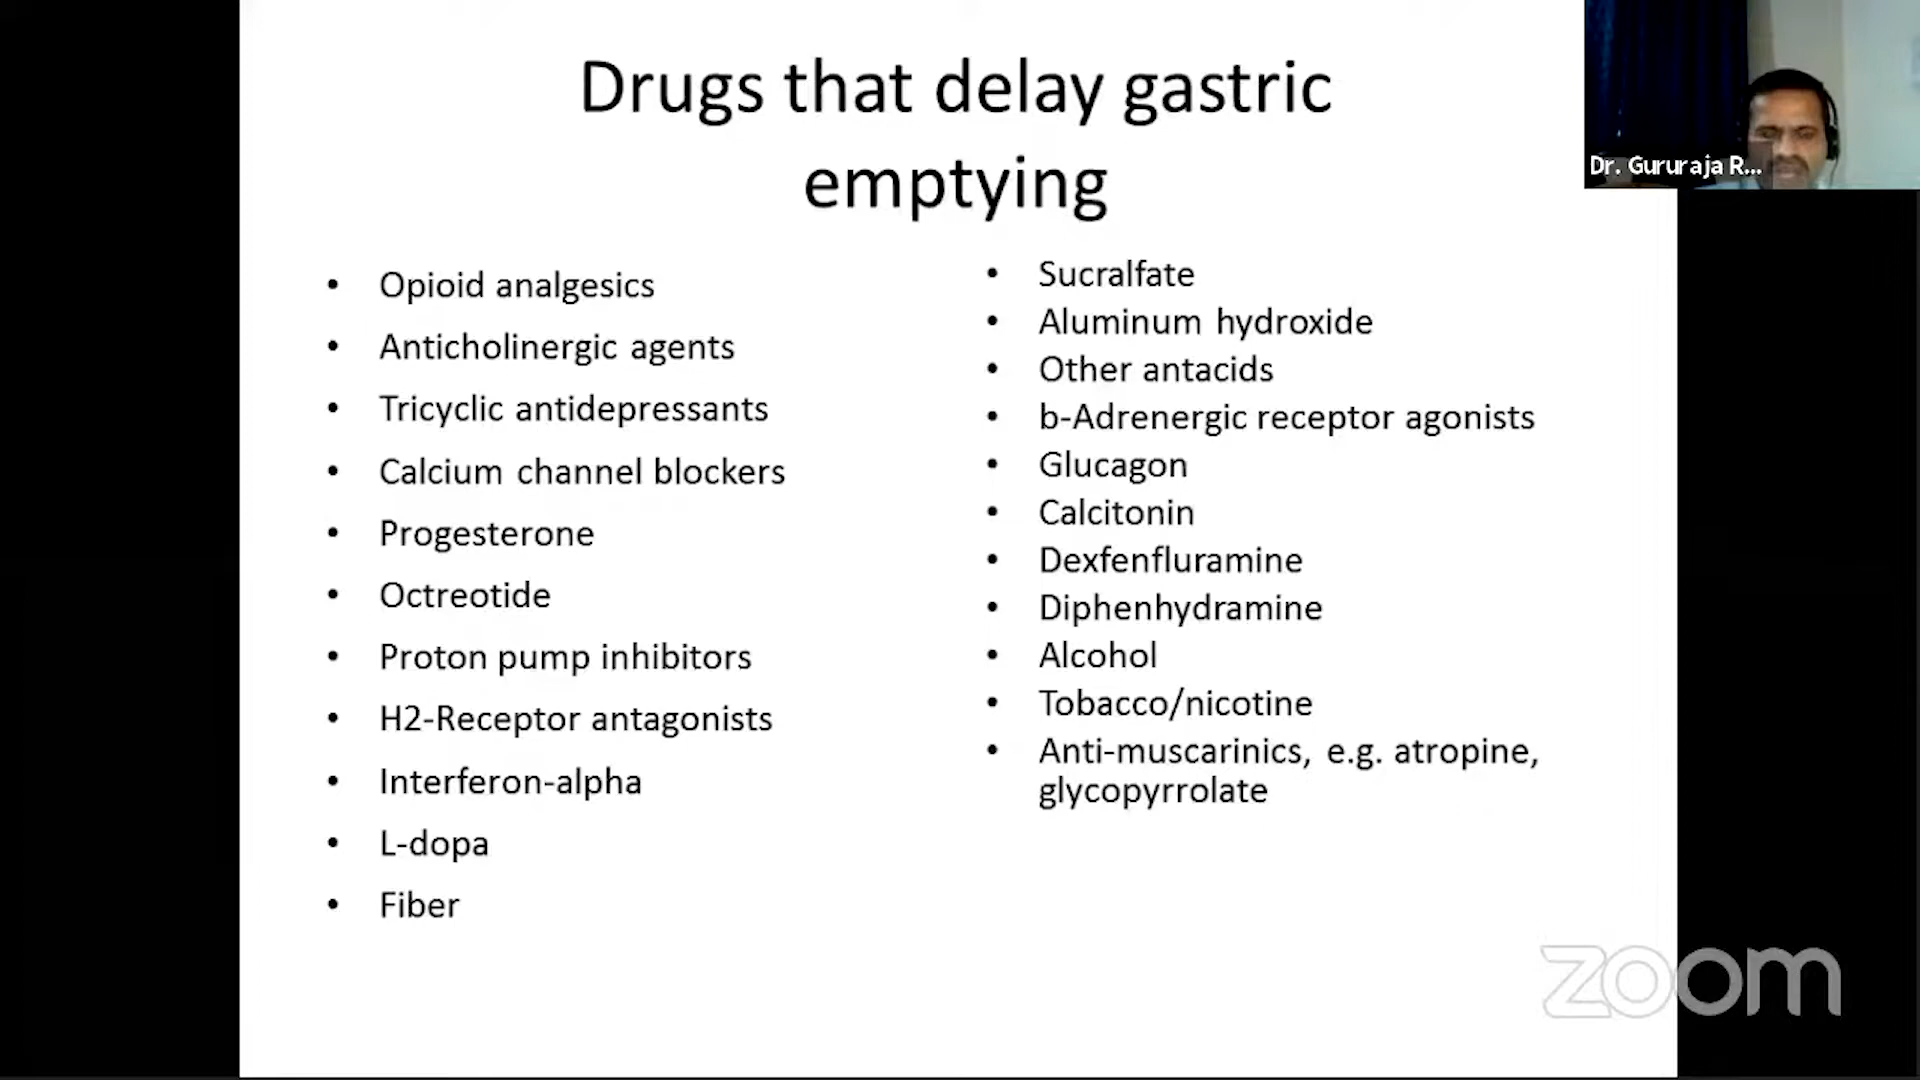 Drugs that delay gastric
emptying
Dr. Gururaja R...
• Opioid analgesics
• Anticholinergic agents
• Tricyclic antidepressants
• Calcium channel blockers
• Progesterone
• Octreotide
• Proton pump inhibitors
• H2-Receptor antagonists
• Interferon-alpha
• L-dopa
• Fiber
• Sucralfate
• Aluminum hydroxide
• Other antacids
• b-Adrenergic receptor agonists
• Glucagon
• Calcitonin
• Dexfenfluramine
• Diphenhydramine
• Alcohol
• Tobacco/nicotine
• Anti-muscarinics, e.g. atropine,
glycopyrrolate
zoom